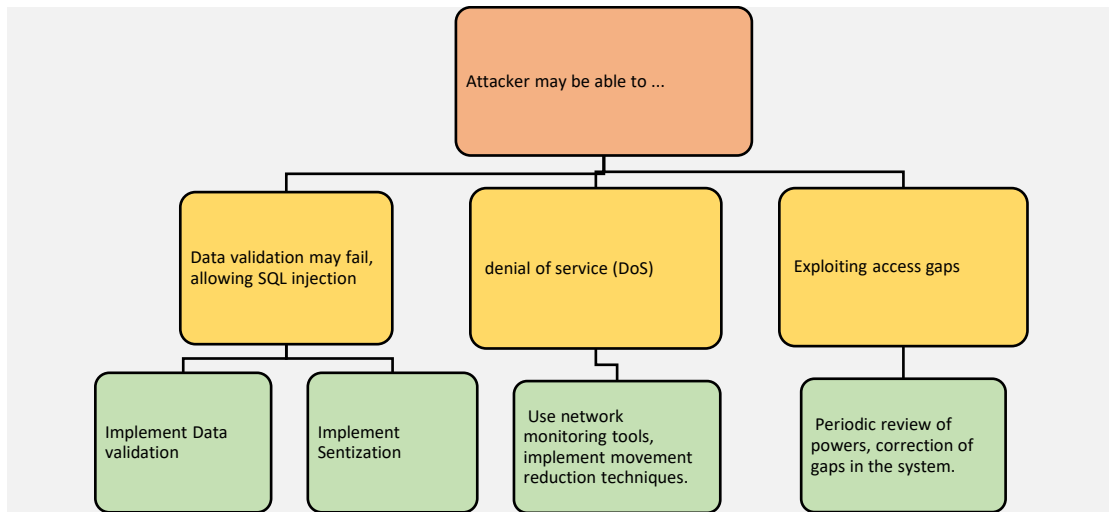 Attacker may be able to ...
Data validation may fail,
allowing SQL injection
denial of service (DoS)
Exploiting access gaps
Implement Data
validation
Implement
Sentization
Use network
monitoring tools,
implement movement
reduction techniques.
Periodic review of
powers, correction of
gaps in the system.